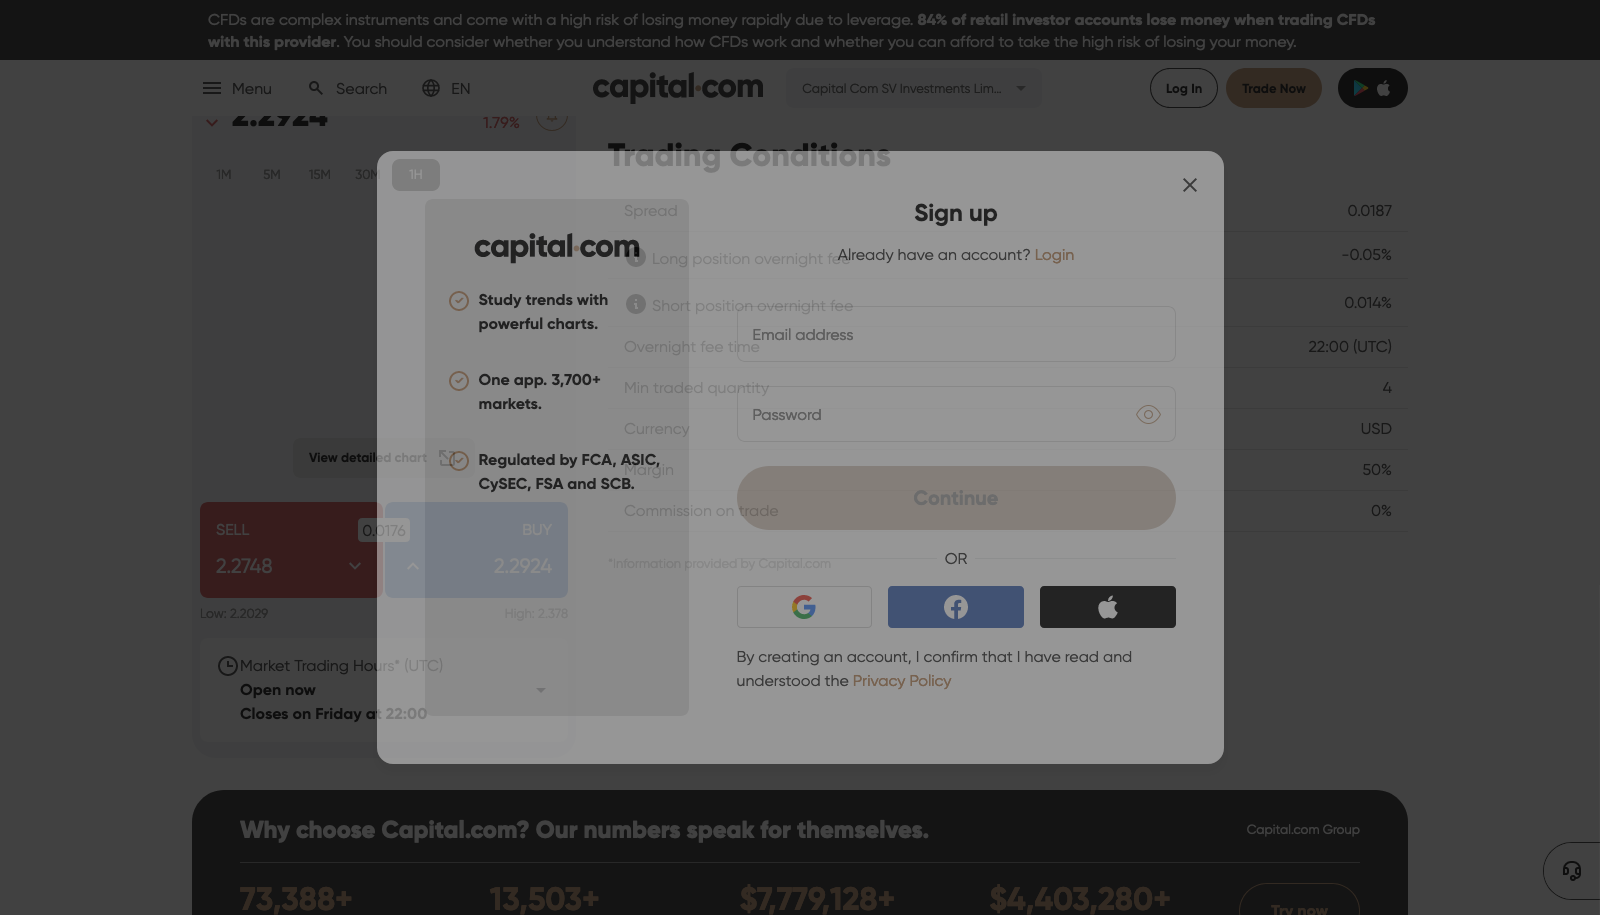 CFDs are complex instruments and come with a high risk of losing money rapidly due to leverage. 84% of retail investor accounts lose money when trading CFDs
with this provider. You should consider whether you understand how CFDs work and whether you can afford to take the high risk of losing your money.
Menu
Search
EN
capital.com
Capital Com SV Investments Lim...
Log In
Trade Now
2.2924
1.79%
1M
5M
15M
30M
1H
View detailed chart
SELL
0.0176
BUY
2.2748
2.2924
Low: 2.2029
High: 2.378
Market Trading Hours* (UTC)
Open now
Closes on Friday at 22:00
Trading Conditions
Spread
0.0187
Long position overnight fee
-0.05%
Short position overnight fee
0.014%
Overnight fee time
22:00 (UTC)
Min traded quantity
4
Currency
USD
Margin
50%
Commission on trade
0%
*Information provided by Capital.com
capital.com
Study trends with
powerful charts.
One app. 3,700+
markets.
Regulated by FCA, ASIC,
CySEC, FSA and SCB.
Sign up
Already have an account? Login
Email address
Password
Continue
OR
By creating an account, I confirm that I have read and
understood the Privacy Policy
Why choose Capital.com? Our numbers speak for themselves.
Capital.com Group
73,388+
13,503+
$7,779,128+
$4,403,280+
Try now